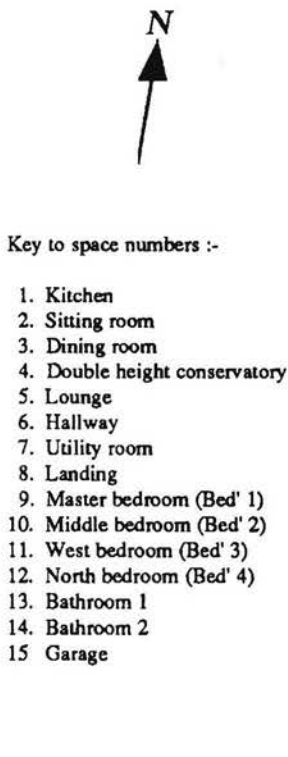 N
Key to space numbers :-
1. Kitchen
2. Sitting room
3. Dining room
4. Double height conservatory
5. Lounge
6. Hallway
7. Utility room
8. Landing
9. Master bedroom (Bed' 1)
10. Middle bedroom (Bed' 2)
11. West bedroom (Bed' 3)
12. North bedroom (Bed' 4)
13. Bathroom 1
14. Bathroom 2
15 Garage